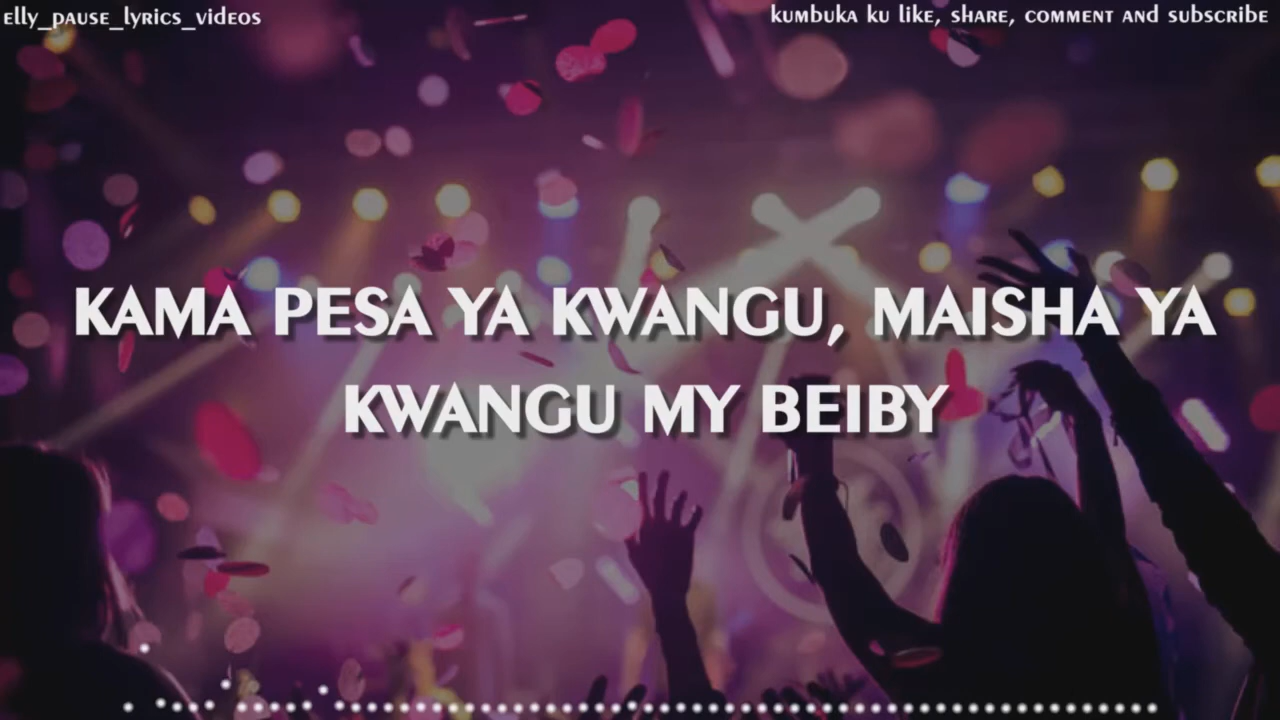 elly_pause_lyrics_videos
kumbuka ku like, share, comment and subscribe
KAMA PESA YA KWANGU, MAISHA YA
KWANGU MY BEIBY